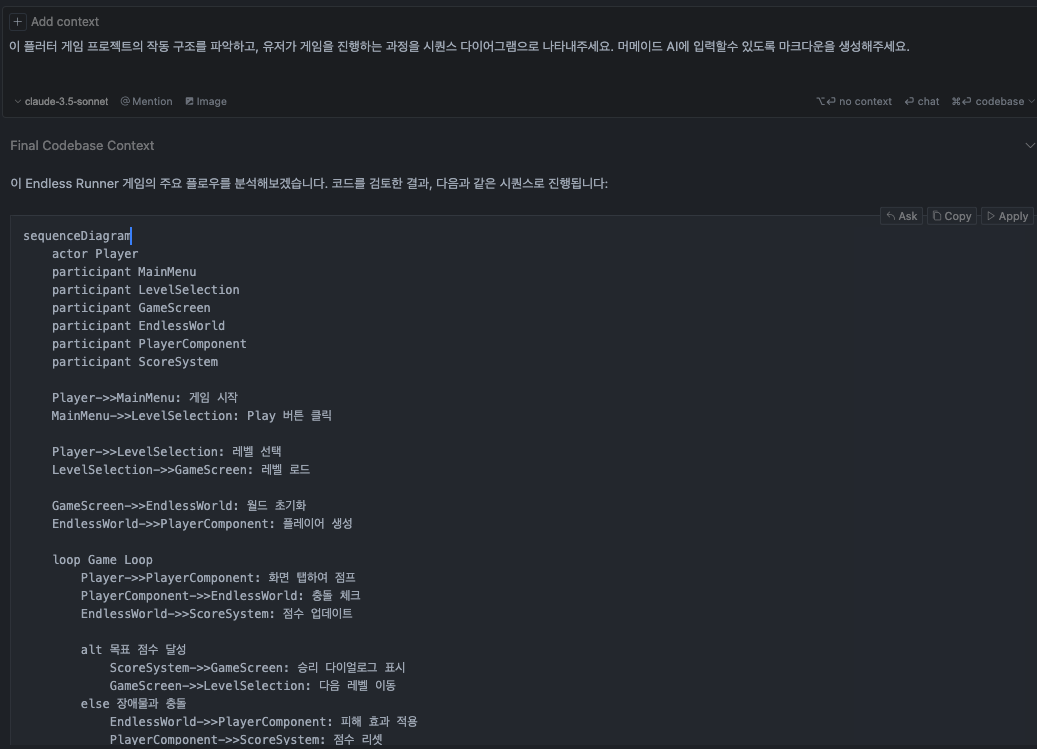 Add context
이 플러터 게임 프로젝트의 작동 구조를 파악하고, 유저가 게임을 진행하는 과정을 시퀀스 다이어그램으로 나타내주세요. 머메이드 AI에 입력할수 있도록 마크다운을 생성해주세요.
claude-3.5-sonnet @ Mention Image ⌥⏎ no context ⏎ chat ⌘⏎ codebase
Final Codebase Context
이 Endless Runner 게임의 주요 플로우를 분석해보겠습니다. 코드를 검토한 결과, 다음과 같은 시퀀스로 진행됩니다:
Ask Copy Apply
sequenceDiagram
actor Player
participant MainMenu
participant LevelSelection
participant GameScreen
participant EndlessWorld
participant PlayerComponent
participant ScoreSystem
Player->>MainMenu: 게임 시작
MainMenu->>LevelSelection: Play 버튼 클릭
Player->>LevelSelection: 레벨 선택
LevelSelection->>GameScreen: 레벨 로드
GameScreen->>EndlessWorld: 월드 초기화
EndlessWorld->>PlayerComponent: 플레이어 생성
loop Game Loop
Player->>PlayerComponent: 화면 탭하여 점프
PlayerComponent->>EndlessWorld: 충돌 체크
EndlessWorld->>ScoreSystem: 점수 업데이트
alt 목표 점수 달성
ScoreSystem->>GameScreen: 승리 다이얼로그 표시
GameScreen->>LevelSelection: 다음 레벨 이동
else 장애물과 충돌
EndlessWorld->>PlayerComponent: 피해 효과 적용
PlayerComponent->>ScoreSystem: 점수 리셋